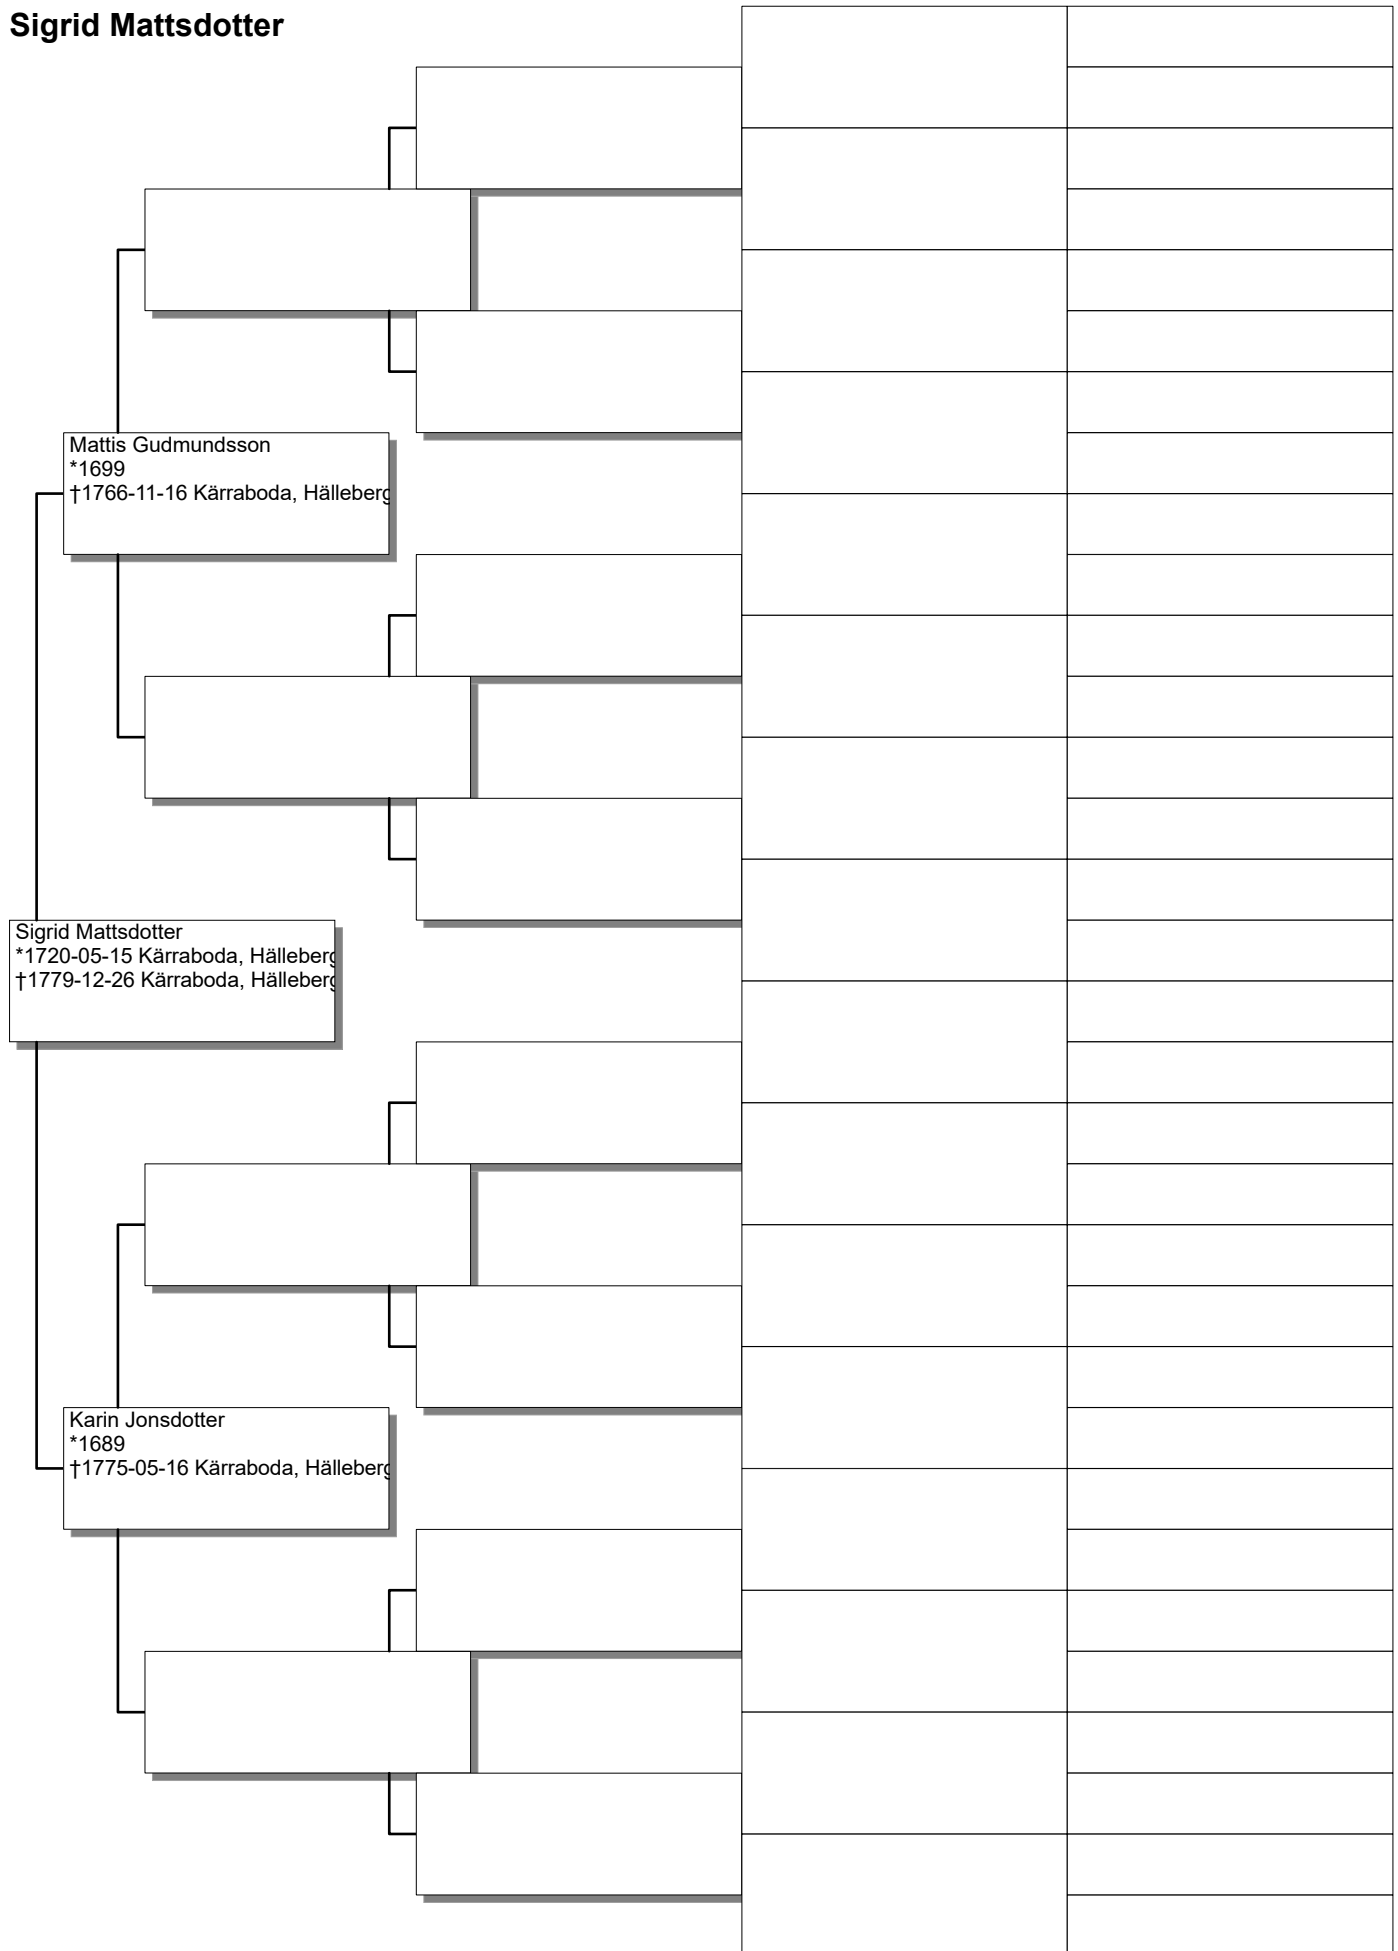 Sigrid Mattsdotter
Mattis Gudmundsson
*1699
†1766-11-16 Kärraboda, Hälleberg
Sigrid Mattsdotter
*1720-05-15 Kärraboda, Hälleberg
†1779-12-26 Kärraboda, Hälleberg
Karin Jonsdotter
*1689
†1775-05-16 Kärraboda, Hälleberg